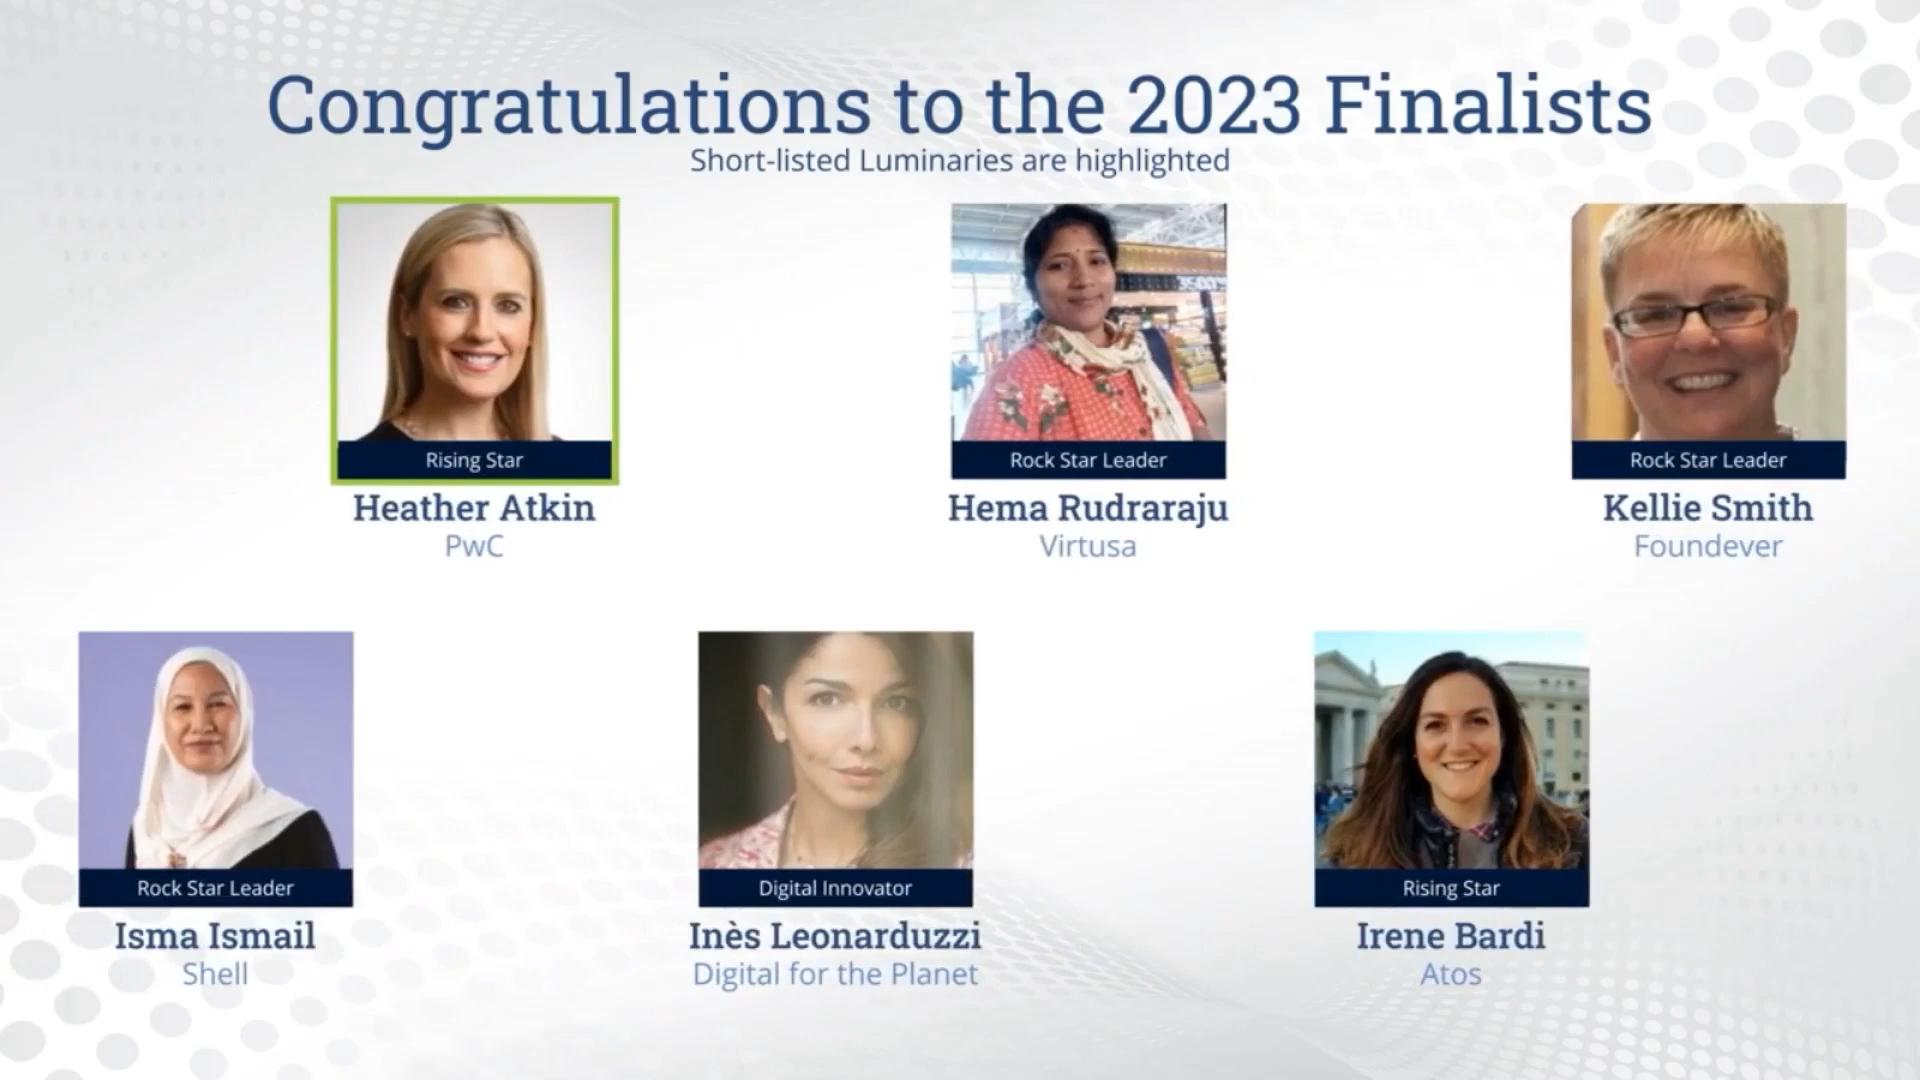 Congratulations to the 2023 Finalists
Short-listed Luminaries are highlighted
Rising Star
Heather Atkin
PwC
Rock Star Leader
Hema Rudraraju
Virtusa
Rock Star Leader
Kellie Smith
Foundever
Rock Star Leader
Isma Ismail
Shell
Digital Innovator
Inès Leonarduzzi
Digital for the Planet
Rising Star
Irene Bardi
Atos